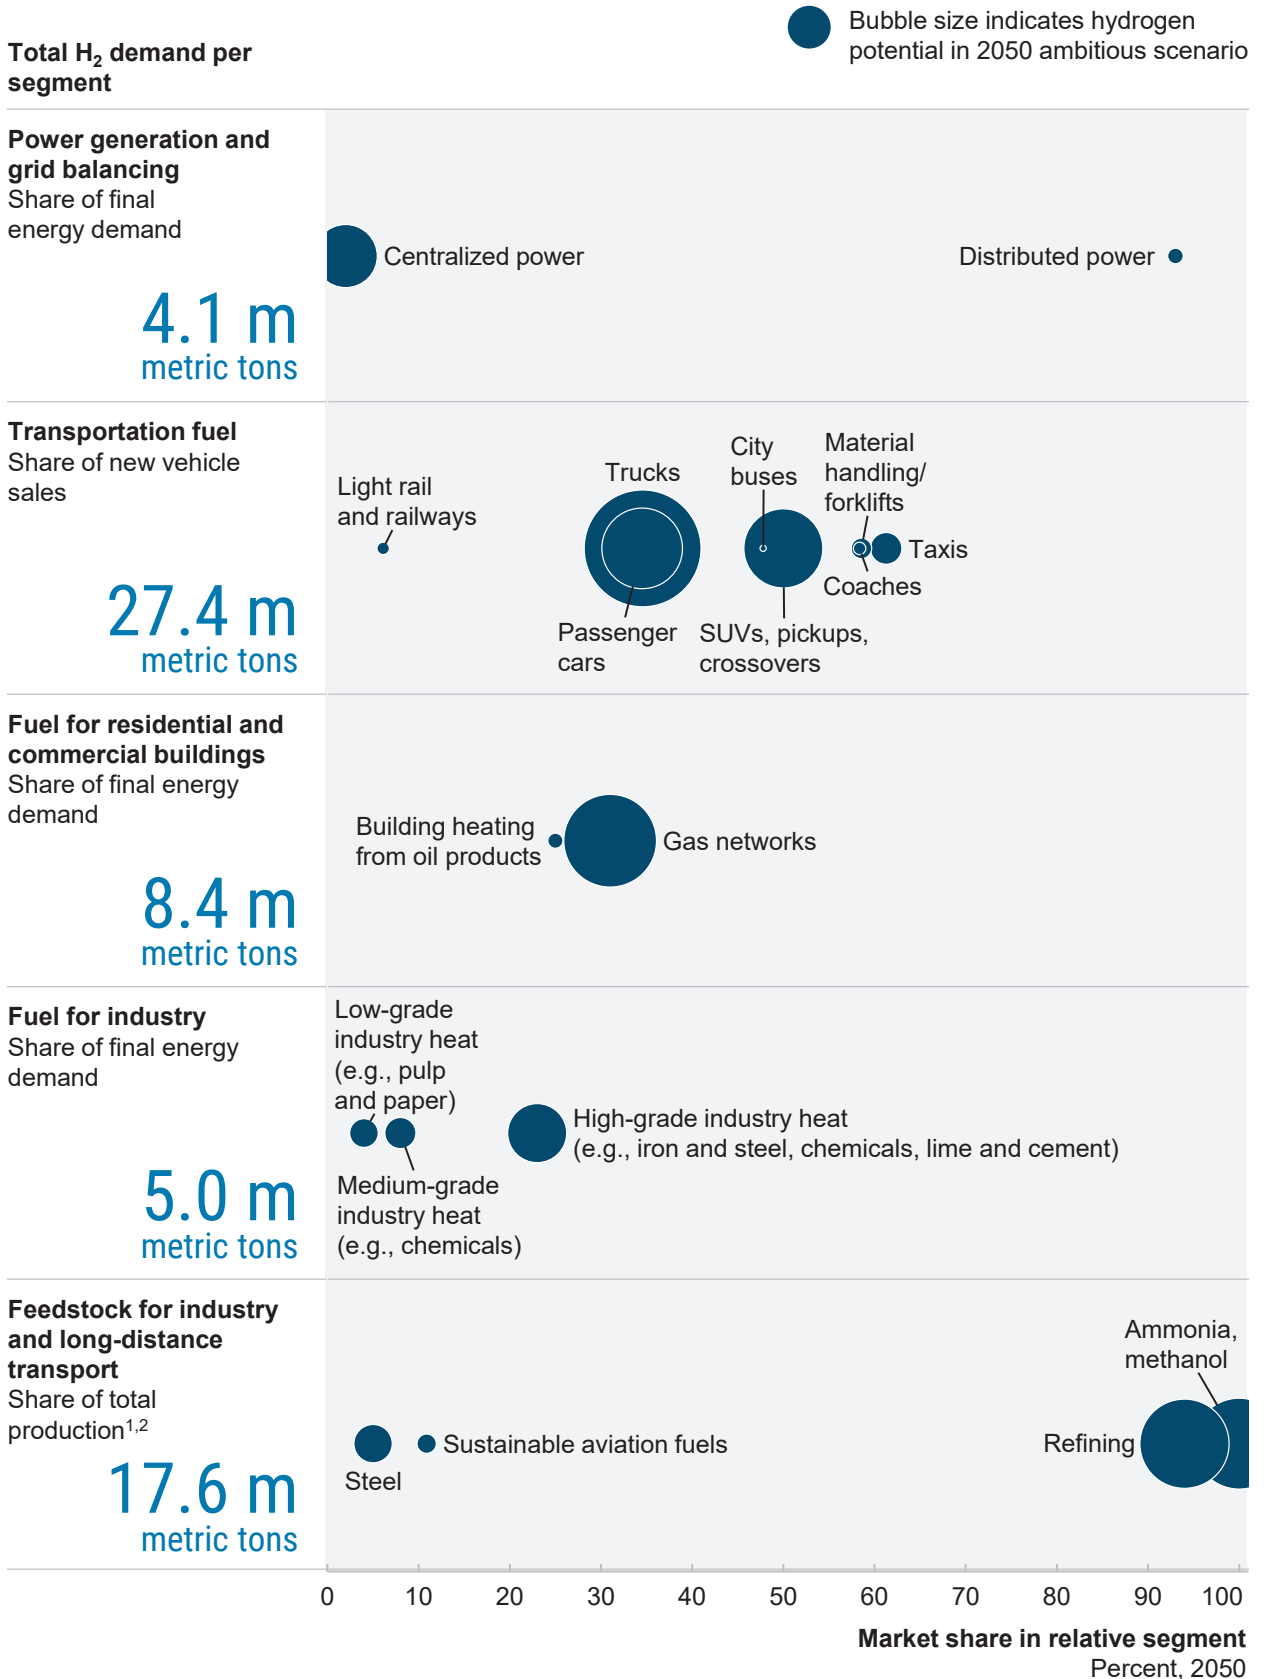 Bubble size indicates hydrogen
potential in 2050 ambitious scenario
Total H₂ demand per
segment
Power generation and
grid balancing
Share of final
energy demand
4.1 m
metric tons
Centralized power
Distributed power
Transportation fuel
Share of new vehicle
sales
27.4 m
metric tons
Light rail
and railways
Trucks
Passenger
cars
City
buses
SUVs, pickups,
crossovers
Material
handling/
forklifts
Coaches
Taxis
Fuel for residential and
commercial buildings
Share of final energy
demand
8.4 m
metric tons
Building heating
from oil products
Gas networks
Fuel for industry
Share of final energy
demand
5.0 m
metric tons
Low-grade
industry heat
(e.g., pulp
and paper)
Medium-grade
industry heat
(e.g., chemicals)
High-grade industry heat
(e.g., iron and steel, chemicals, lime and cement)
Feedstock for industry
and long-distance
transport
Share of total
production¹,²
17.6 m
metric tons
Steel
Sustainable aviation fuels
Refining
Ammonia,
methanol
0 10 20 30 40 50 60 70 80 90 100
Market share in relative segment
Percent, 2050